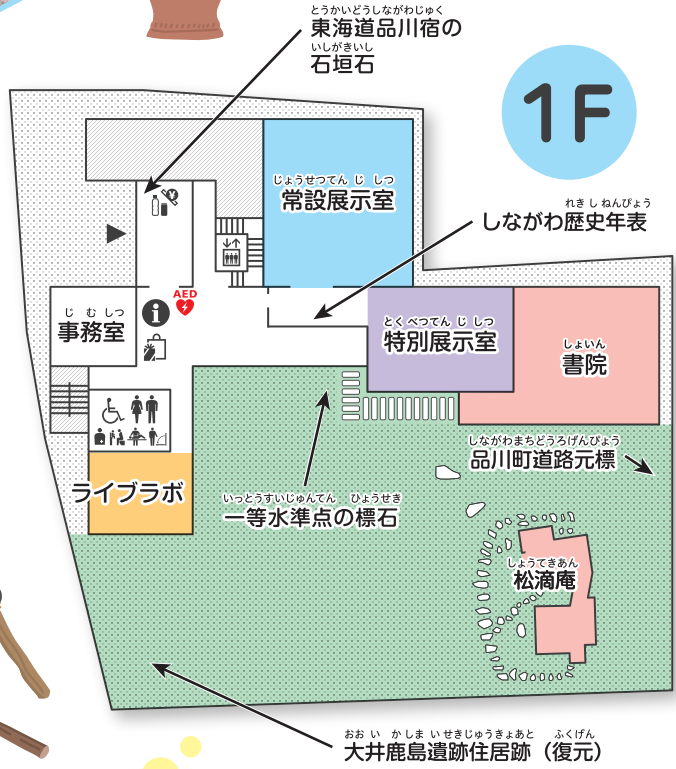 とうかいどうしながわじゅく
東海道品川宿の
いしがきいし
石垣石
1F
じょうせつてん じ しつ
常設展示室
れき し ねんぴょう
しながわ歴史年表
AED
じ む しつ
事務室
とく べつてん じ しつ
特別展示室
しょいん
書院
しながわまちどうろげんぴょう
品川町道路元標
ライブラボ
いっとうすいじゅんてん ひょうせき
一等水準点の標石
しょうてきあん
松滴庵
おお い か しま い せきじゅうきょあと ふくげん
大井鹿島遺跡住居跡（復元）